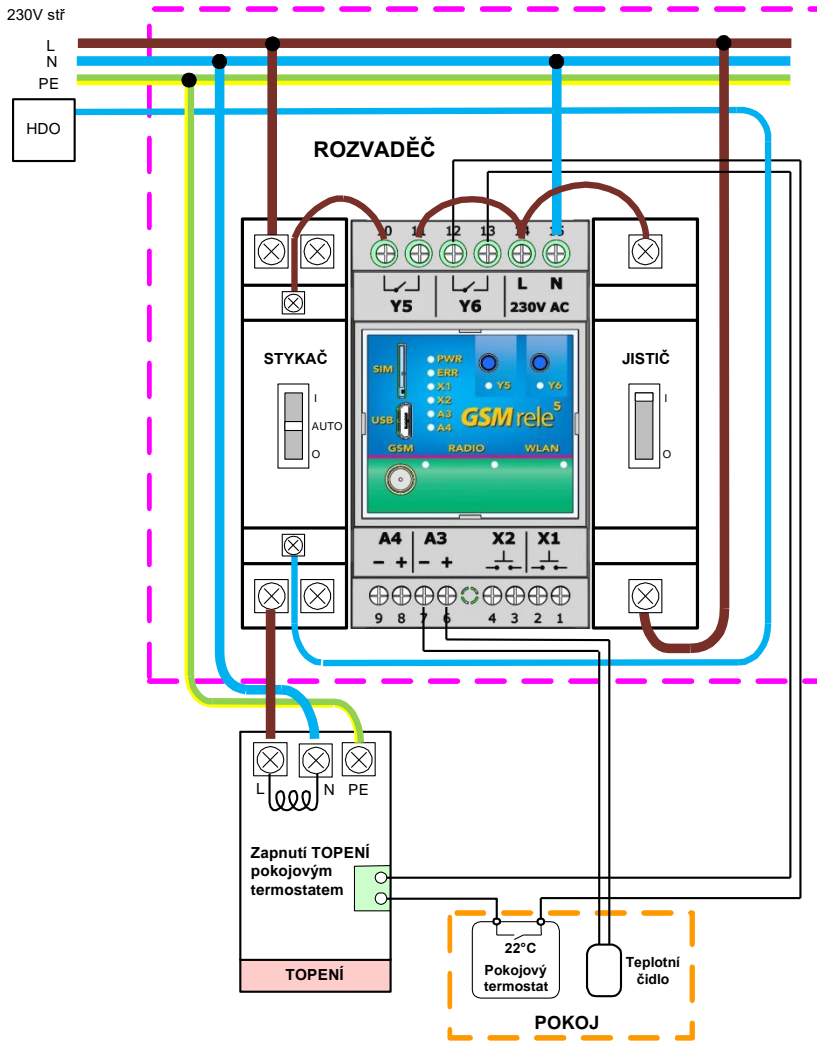 230V stř
L
N
PE
HDO
ROZVADĚČ
10 11 12 13 14 15
Y5 Y6
L N
230V AC
STYKAČ
I
AUTO
O
SIM
USB
PWR
ERR
X1
X2
A3
A4
Y5 Y6
GSM rele5
GSM RADIO WLAN
JISTIČ
I
O
A4 A3 X2 X1
– + – +
9 8 7 6 4 3 2 1
L N PE
Zapnutí TOPENÍ
pokojovým
termostatem
TOPENÍ
22°C
Pokojový
termostat
Teplotní
čidlo
POKOJ